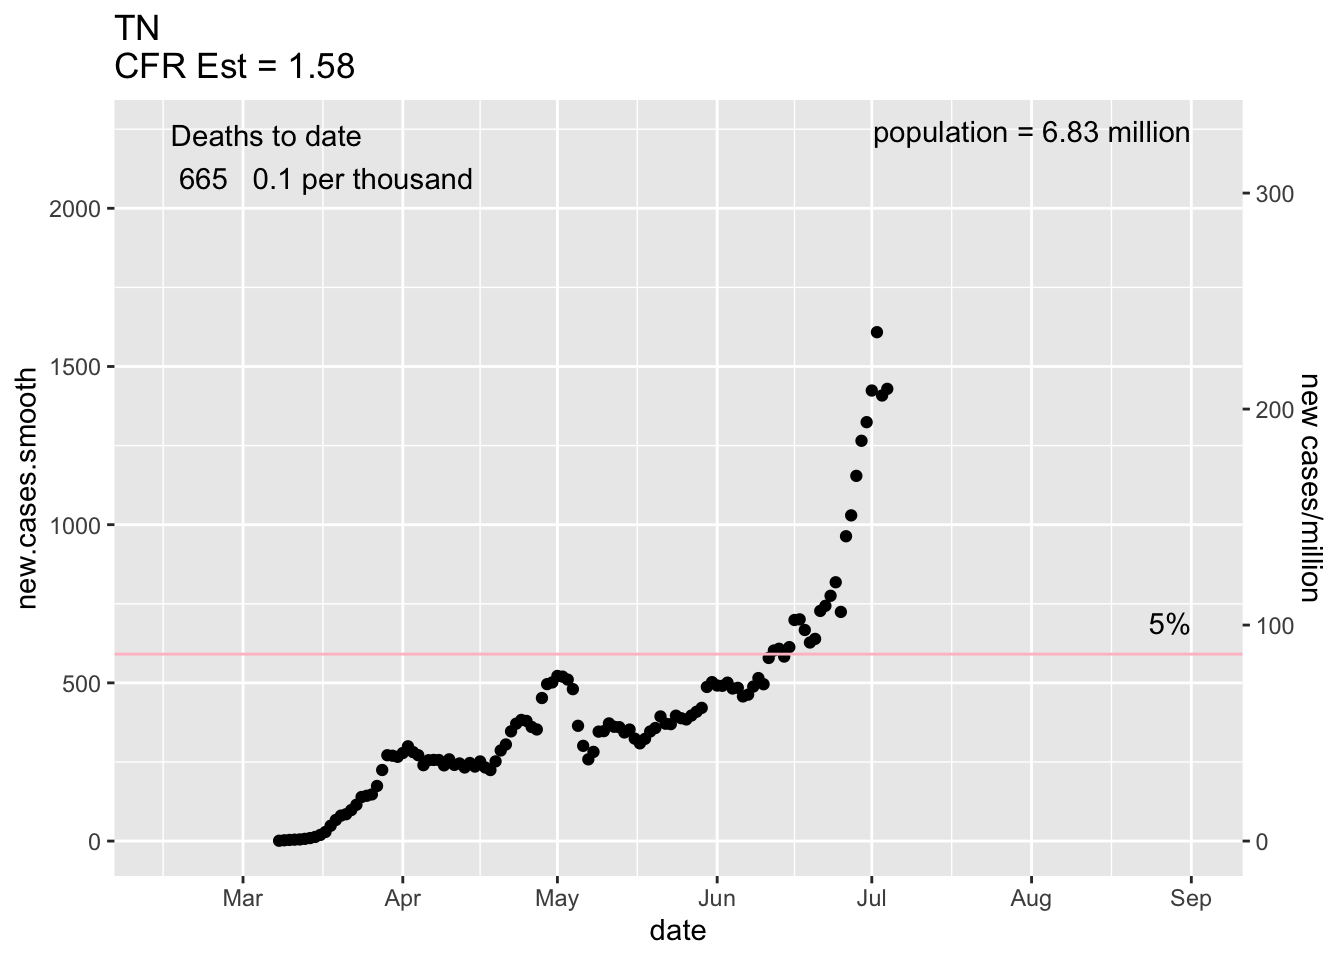 TN
CFR Est = 1.58
Deaths to date
665 0.1 per thousand
population = 6.83 million
2000
1500
1000
500
0
new.cases.smooth
300
200
100
0
new cases/million
5%
Mar Apr May Jun Jul Aug Sep
date